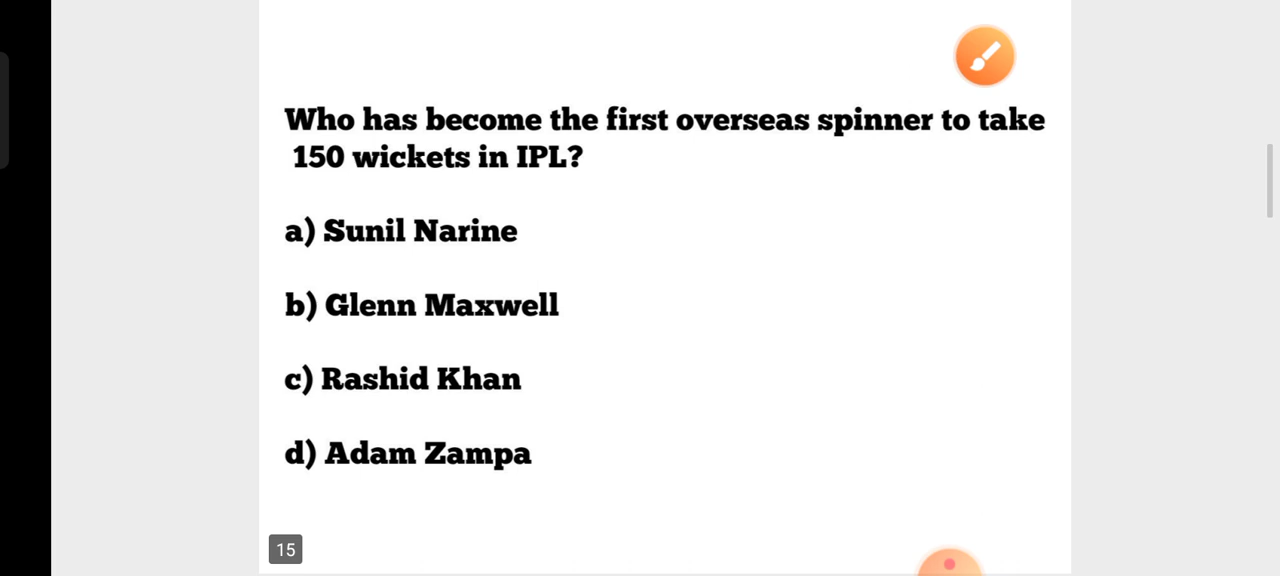 Who has become the first overseas spinner to take
150 wickets in IPL?
a) Sunil Narine
b) Glenn Maxwell
c) Rashid Khan
d) Adam Zampa
15